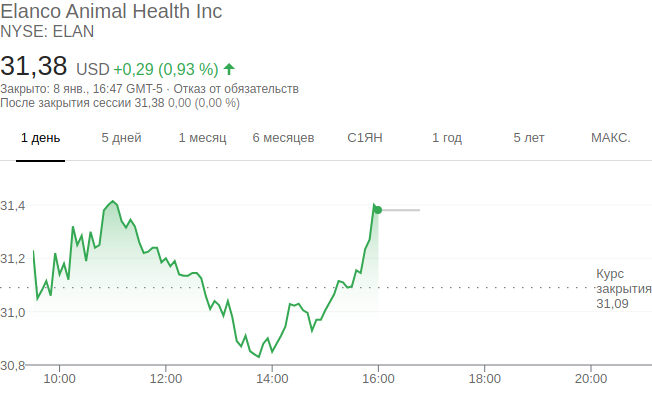 Elanco Animal Health Inc
NYSE: ELAN
31,38 USD +0,29 (0,93 %)
Закрыто: 8 янв., 16:47 GMT-5 · Отказ от обязательств
После закрытия сессии 31,38 0,00 (0,00 %)
1 день 5 дней 1 месяц 6 месяцев С1ЯН 1 год 5 лет МАКС.
31,4
31,2
31,0
30,8
Курс
закрытия
31,09
10:00 12:00 14:00 16:00 18:00 20:00